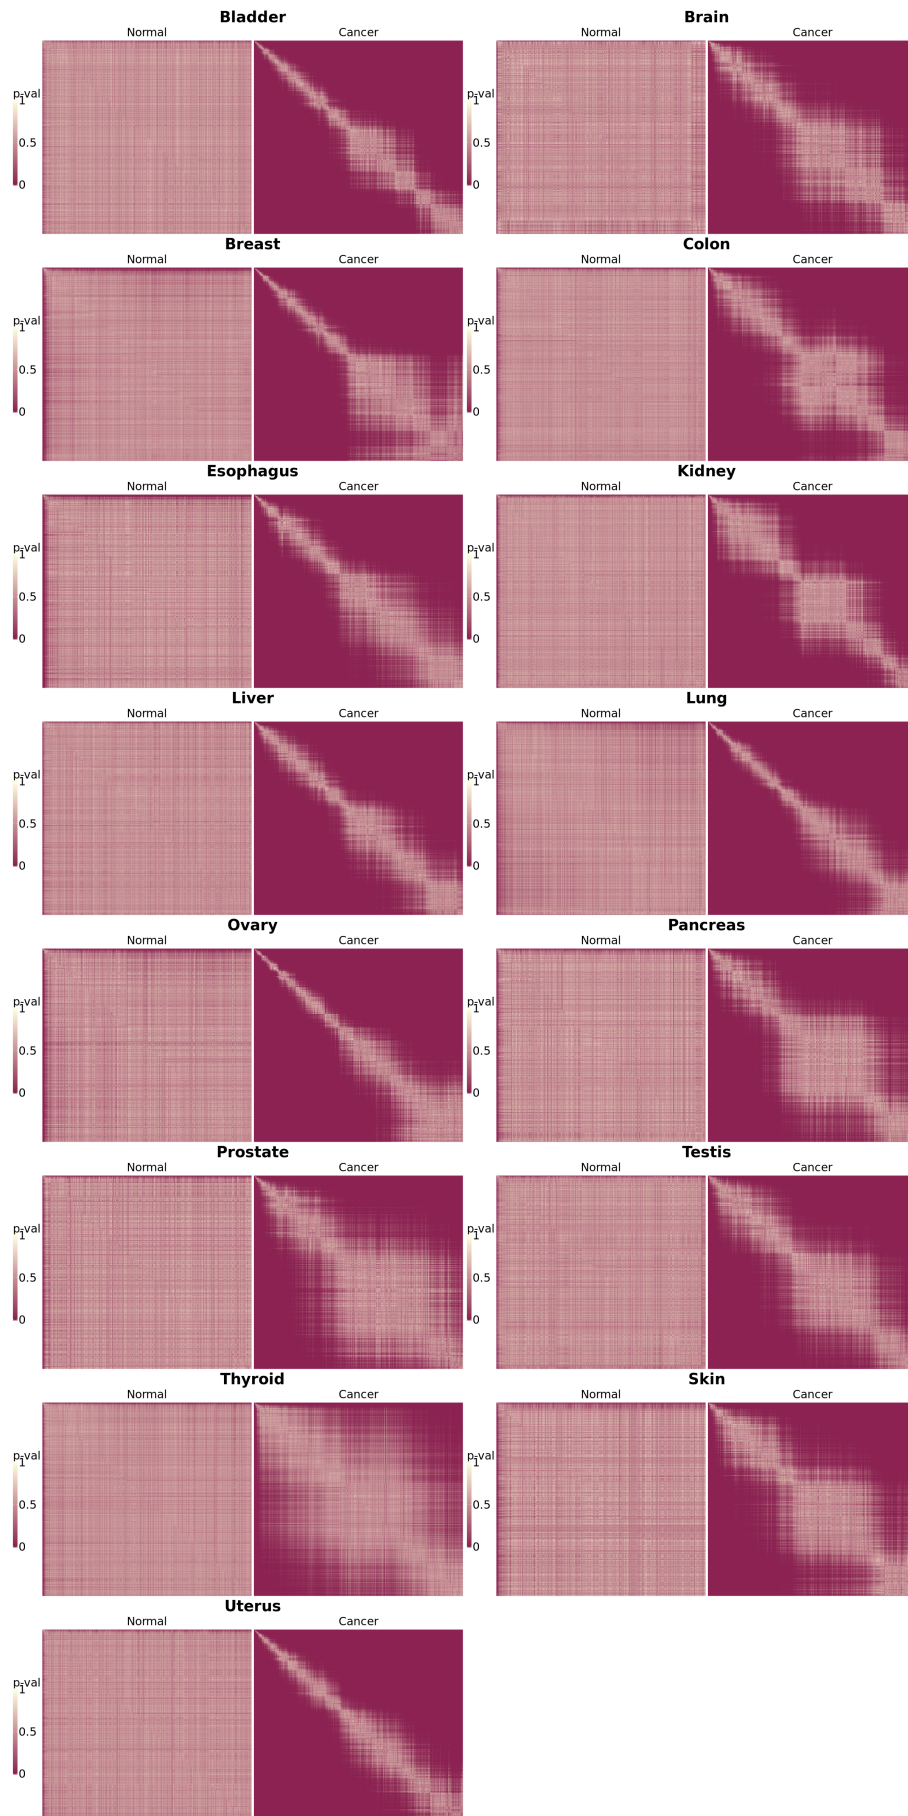 Bladder
Normal
Cancer
p-val
1
0.5
0
Brain
Normal
Cancer
p-val
1
0.5
0
Breast
Normal
Cancer
p-val
1
0.5
0
Colon
Normal
Cancer
p-val
1
0.5
0
Esophagus
Normal
Cancer
p-val
1
0.5
0
Kidney
Normal
Cancer
p-val
1
0.5
0
Liver
Normal
Cancer
p-val
1
0.5
0
Lung
Normal
Cancer
p-val
1
0.5
0
Ovary
Normal
Cancer
p-val
1
0.5
0
Pancreas
Normal
Cancer
p-val
1
0.5
0
Prostate
Normal
Cancer
p-val
1
0.5
0
Testis
Normal
Cancer
p-val
1
0.5
0
Thyroid
Normal
Cancer
p-val
1
0.5
0
Skin
Normal
Cancer
p-val
1
0.5
0
Uterus
Normal
Cancer
p-val
1
0.5
0